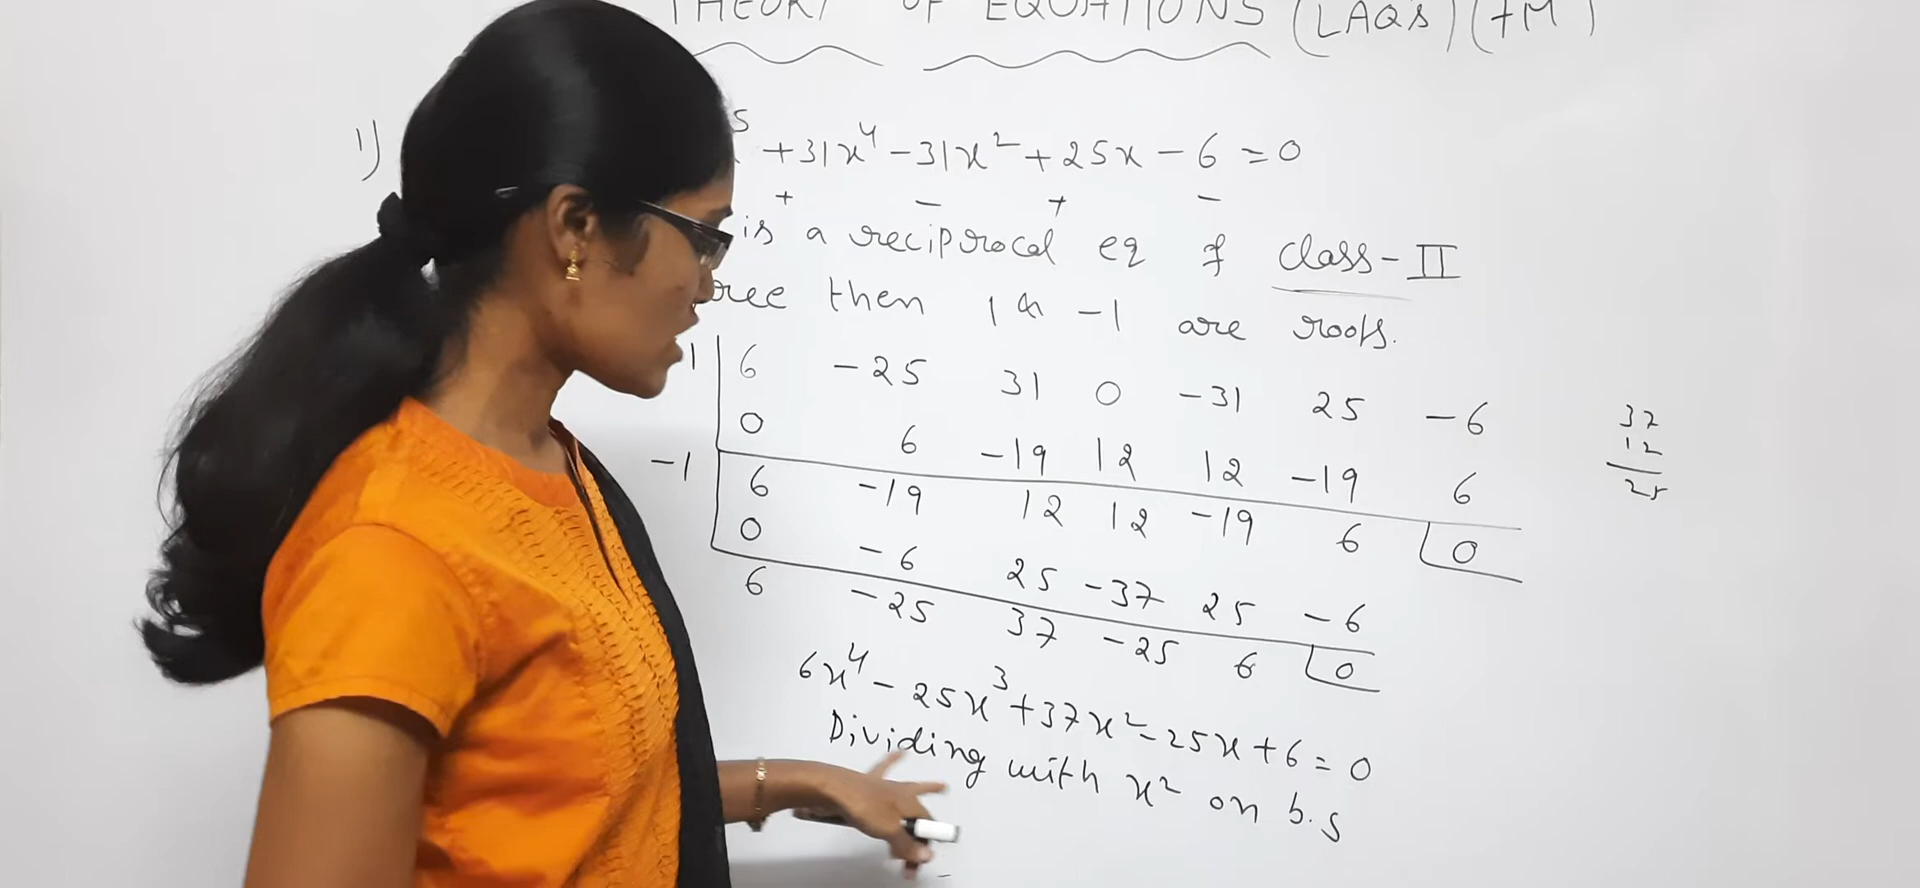 THEORY OF EQUATIONS (LAQS) (7M)
1) 5 +31x⁴ -31x² +25x -6 =0
+ - + -
is a reciprocal eq of class-II
then 1 & -1 are roots.
1 6 -25 31 0 -31 25 -6
0 6 -19 12 12 -19 6
-1 6 -19 12 12 -19 6 0
0 -6 25 -37 25 -6
6 -25 37 -25 6 0
6x⁴ - 25x³ +37x² -25x +6 = 0
Dividing with x² on b.s
37
12
25